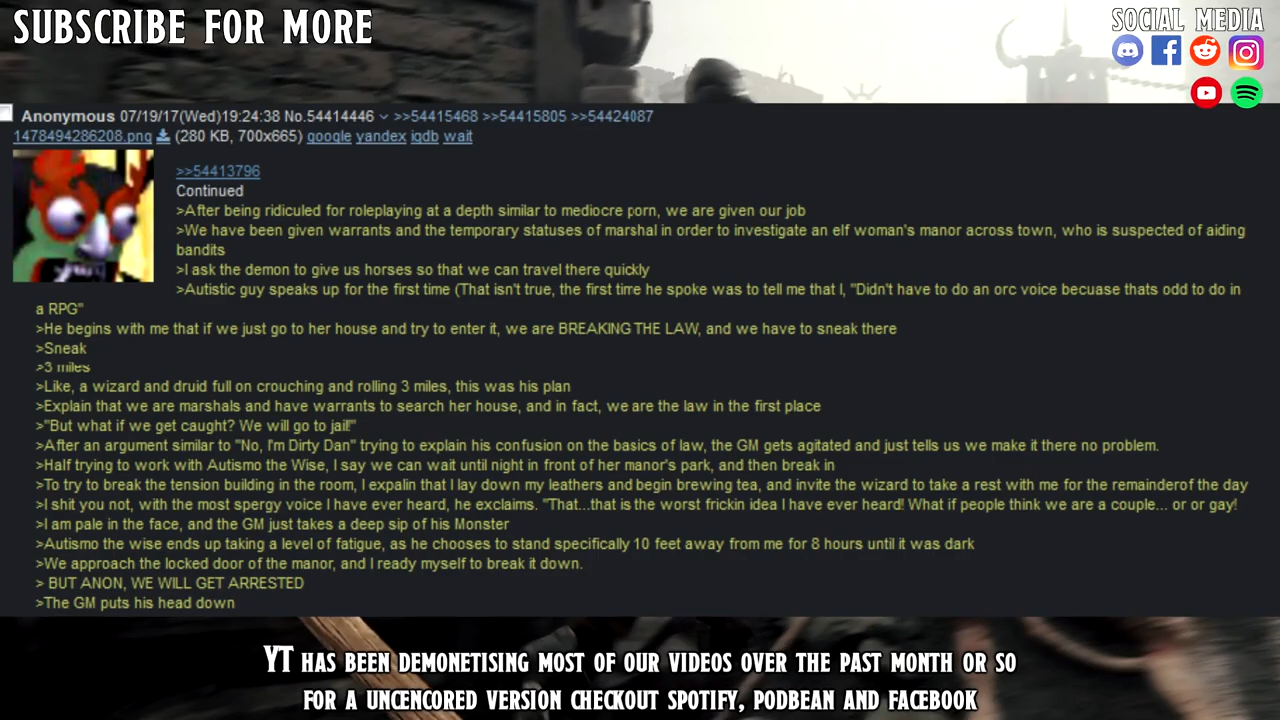 SUBSCRIBE FOR MORE
SOCIAL MEDIA
Anonymous 07/19/17(Wed)19:24:38 No.54414446 >>54415468 >>54415805 >>54424087
1478494286208.png (280 KB, 700x665) google yandex iqdb wait
>>54413796
Continued
>After being ridiculed for roleplaying at a depth similar to mediocre porn, we are given our job
>We have been given warrants and the temporary statuses of marshal in order to investigate an elf woman's manor across town, who is suspected of aiding
bandits
>I ask the demon to give us horses so that we can travel there quickly
>Autistic guy speaks up for the first time (That isn't true, the first time he spoke was to tell me that I, "Didn't have to do an orc voice becuase thats odd to do in
a RPG"
>He begins with me that if we just go to her house and try to enter it, we are BREAKING THE LAW, and we have to sneak there
>Sneak
>3 miles
>Like, a wizard and druid full on crouching and rolling 3 miles, this was his plan
>Explain that we are marshals and have warrants to search her house, and in fact, we are the law in the first place
>"But what if we get caught? We will go to jail!"
>After an argument similar to "No, I'm Dirty Dan" trying to explain his confusion on the basics of law, the GM gets agitated and just tells us we make it there no problem.
>Half trying to work with Autismo the Wise, I say we can wait until night in front of her manor's park, and then break in
>To try to break the tension building in the room, I expalin that I lay down my leathers and begin brewing tea, and invite the wizard to take a rest with me for the remainderof the day
>I shit you not, with the most spergy voice I have ever heard, he exclaims. "That...that is the worst frickin idea I have ever heard! What if people think we are a couple... or or gay!
>I am pale in the face, and the GM just takes a deep sip of his Monster
>Autismo the wise ends up taking a level of fatigue, as he chooses to stand specifically 10 feet away from me for 8 hours until it was dark
>We approach the locked door of the manor, and I ready myself to break it down.
> BUT ANON, WE WILL GET ARRESTED
>The GM puts his head down
YT HAS BEEN DEMONETISING MOST OF OUR VIDEOS OVER THE PAST MONTH OR SO
FOR A UNCENCORED VERSION CHECKOUT SPOTIFY, PODBEAN AND FACEBOOK